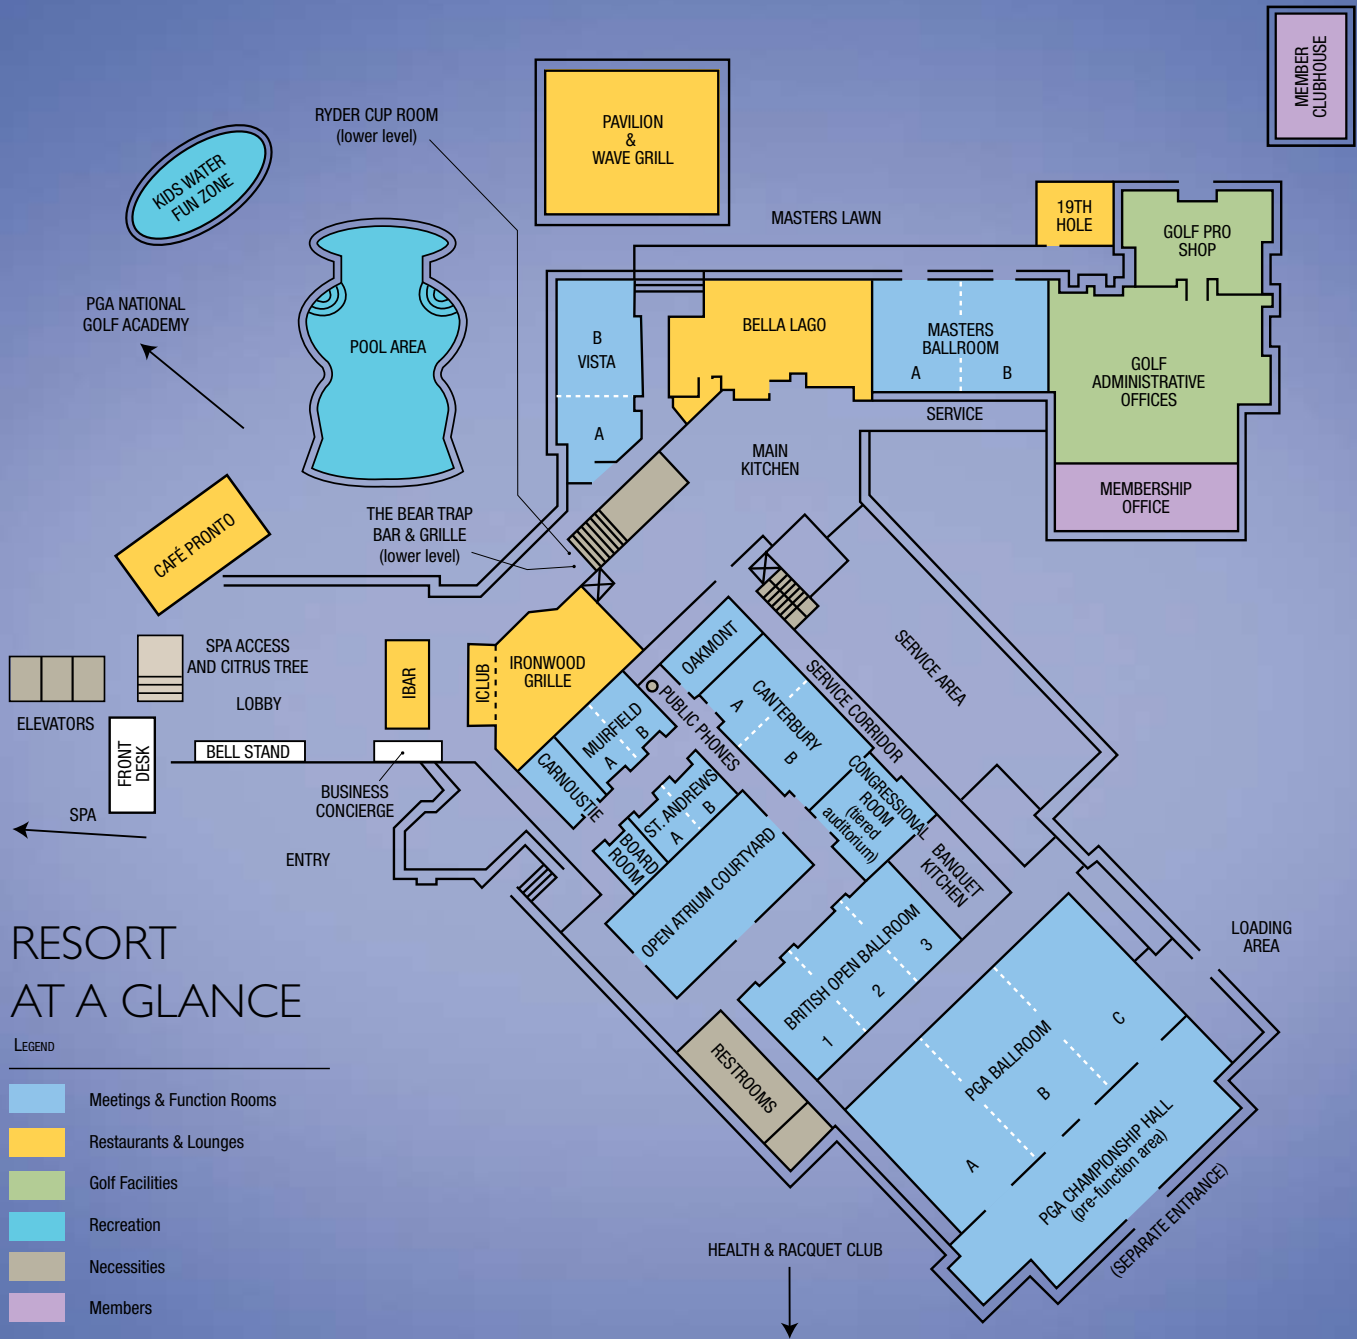 MEMBER
CLUBHOUSE
RYDER CUP ROOM
(lower level)
PAVILION
&
WAVE GRILL
KIDS WATER
FUN ZONE
MASTERS LAWN
19TH
HOLE
GOLF PRO
SHOP
PGA NATIONAL
GOLF ACADEMY
POOL AREA
B
VISTA
A
BELLA LAGO
MASTERS
BALLROOM
A
B
GOLF
ADMINISTRATIVE
OFFICES
SERVICE
MAIN
KITCHEN
MEMBERSHIP
OFFICE
THE BEAR TRAP
BAR & GRILLE
(lower level)
CAFÉ PRONTO
SPA ACCESS
AND CITRUS TREE
ELEVATORS
LOBBY
IBAR
ICLUB
IRONWOOD
GRILLE
OAKMONT
SERVICE AREA
SERVICE CORRIDOR
PUBLIC PHONES
CANTERBURY
A
B
MUIRFIELD
A
B
CARNOUSTIE
FRONT
DESK
BELL STAND
BUSINESS
CONCIERGE
SPA
ENTRY
ST. ANDREWS
A
B
BOARD
ROOM
CONGRESSIONAL
ROOM
(tiered
auditorium)
BANQUET
KITCHEN
OPEN ATRIUM COURTYARD
BRITISH OPEN BALLROOM
1
2
3
LOADING
AREA
RESTROOMS
PGA BALLROOM
A
B
C
PGA CHAMPIONSHIP HALL
(pre-function area)
(SEPARATE ENTRANCE)
HEALTH & RACQUET CLUB
RESORT
AT A GLANCE
LEGEND
Meetings & Function Rooms
Restaurants & Lounges
Golf Facilities
Recreation
Necessities
Members